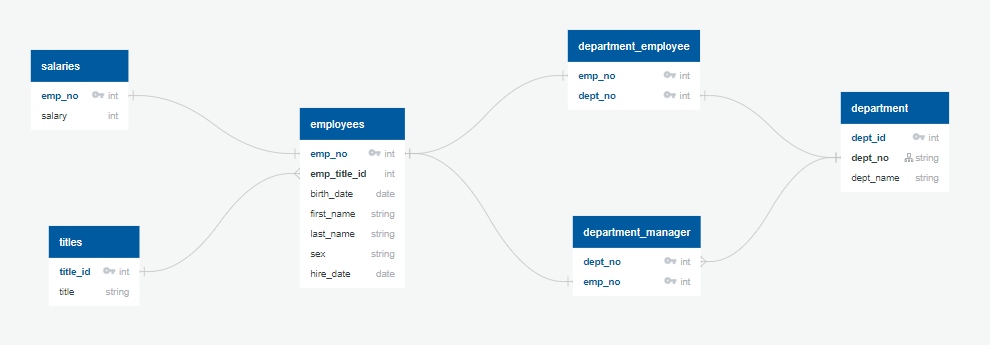 salaries
emp_no int
salary int
titles
title_id int
title string
employees
emp_no int
emp_title_id int
birth_date date
first_name string
last_name string
sex string
hire_date date
department_employee
emp_no int
dept_no int
department_manager
dept_no int
emp_no int
department
dept_id int
dept_no string
dept_name string